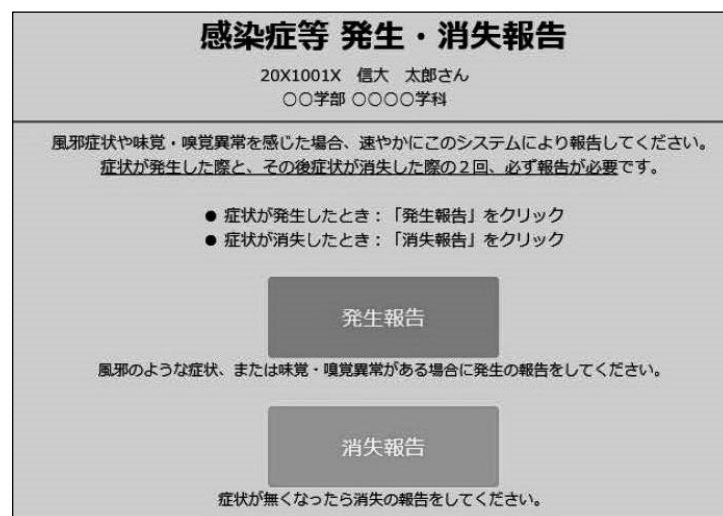 感染症等 発生・消失報告
20X1001X 信大 太郎さん
〇〇学部 〇〇〇〇学科
風邪症状や味覚・嗅覚異常を感じた場合、速やかにこのシステムにより報告してください。
症状が発生した際と、その後症状が消失した際の2回、必ず報告が必要です。
● 症状が発生したとき：「発生報告」をクリック
● 症状が消失したとき：「消失報告」をクリック
発生報告
風邪のような症状、または味覚・嗅覚異常がある場合に発生の報告をしてください。
消失報告
症状が無くなったら消失の報告をしてください。